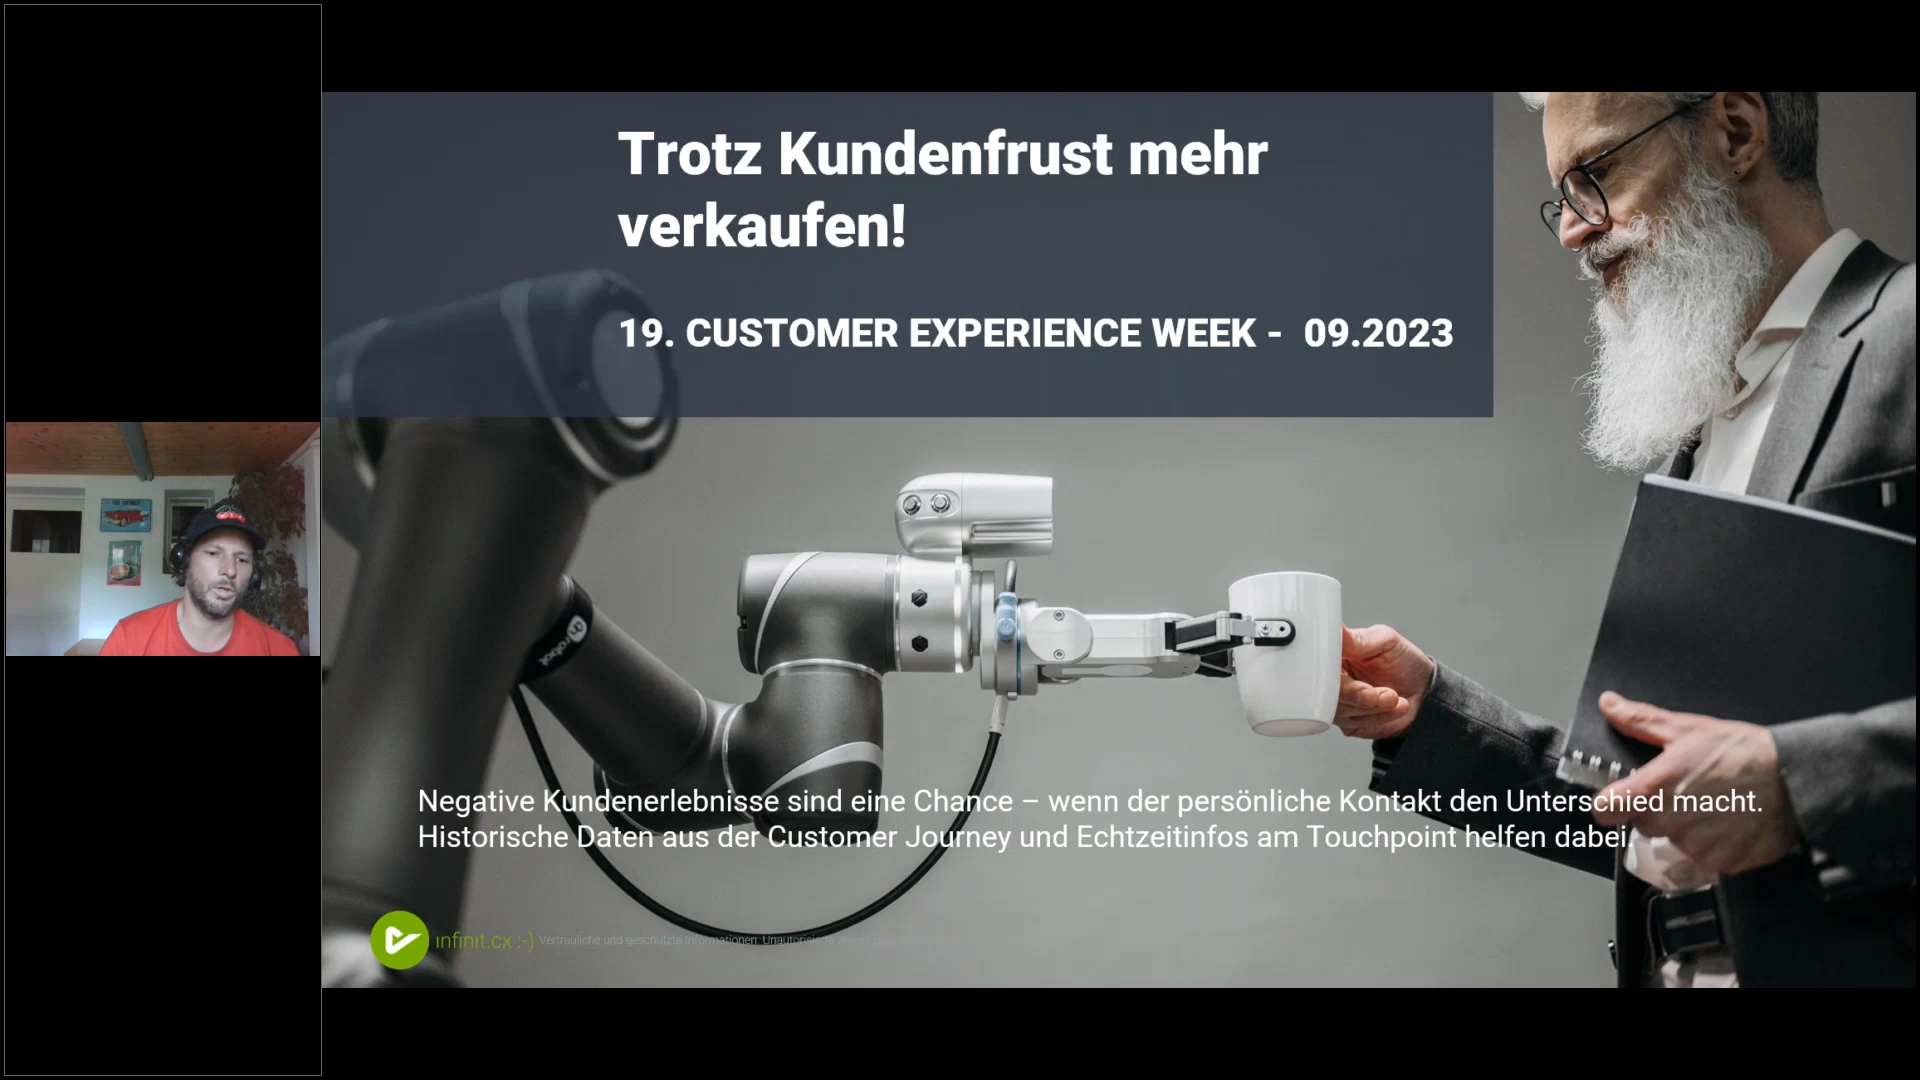 Trotz Kundenfrust mehr
verkaufen!
19. CUSTOMER EXPERIENCE WEEK - 09.2023
Negative Kundenerlebnisse sind eine Chance – wenn der persönliche Kontakt den Unterschied macht.
Historische Daten aus der Customer Journey und Echtzeitinfos am Touchpoint helfen dabei.
infinit.cx :-) Vertrauliche und geschützte Informationen.